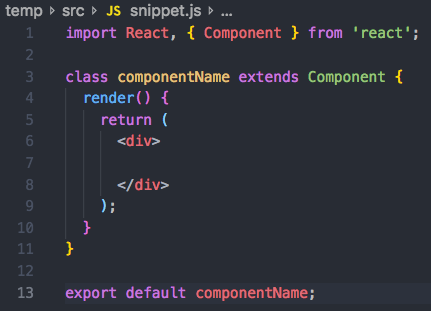 temp > src > JS snippet.js > ...
1 import React, { Component } from 'react';
2
3 class componentName extends Component {
4   render() {
5     return (
6       <div>
7
8       </div>
9     );
10   }
11 }
12
13 export default componentName;